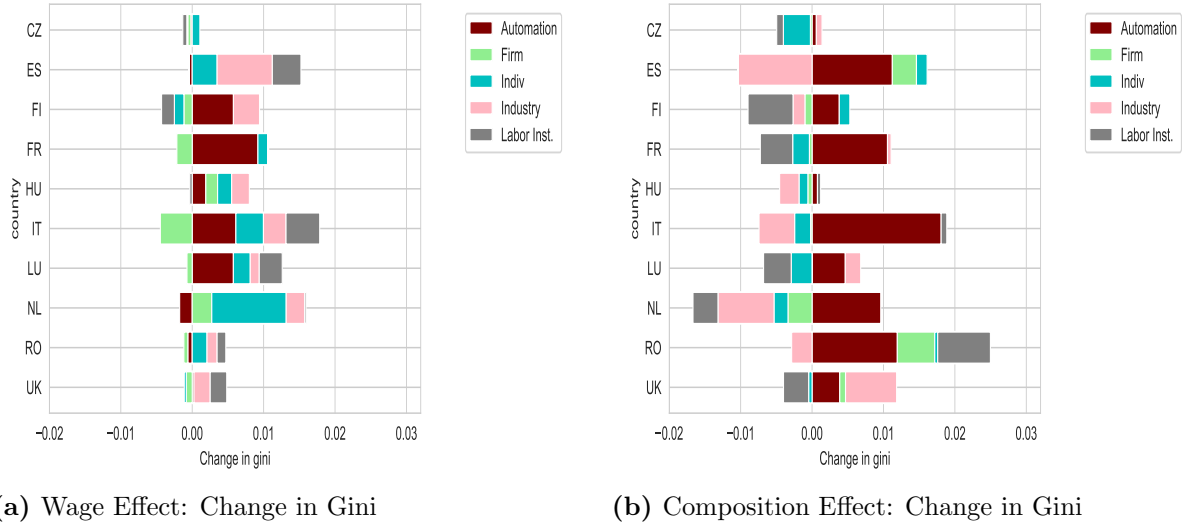 CZ
ES
FI
FR
HU
IT
LU
NL
RO
UK
country
−0.02 −0.01 0.00 0.01 0.02 0.03
Change in gini
Automation
Firm
Indiv
Industry
Labor Inst.
(a) Wage Effect: Change in Gini
CZ
ES
FI
FR
HU
IT
LU
NL
RO
UK
country
−0.02 −0.01 0.00 0.01 0.02 0.03
Change in gini
Automation
Firm
Indiv
Industry
Labor Inst.
(b) Composition Effect: Change in Gini